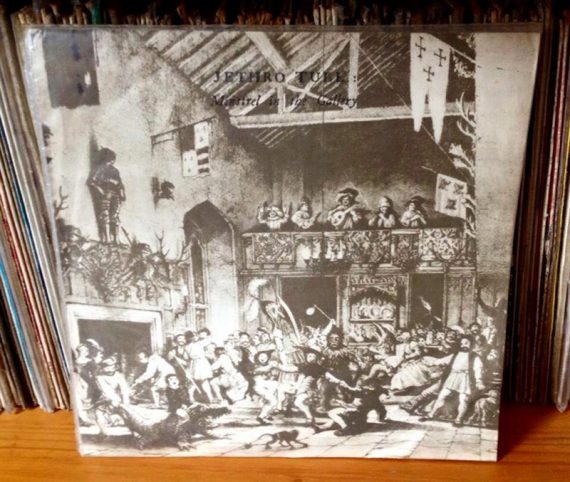 JETHRO TULL:
Minstrel in the Gallery